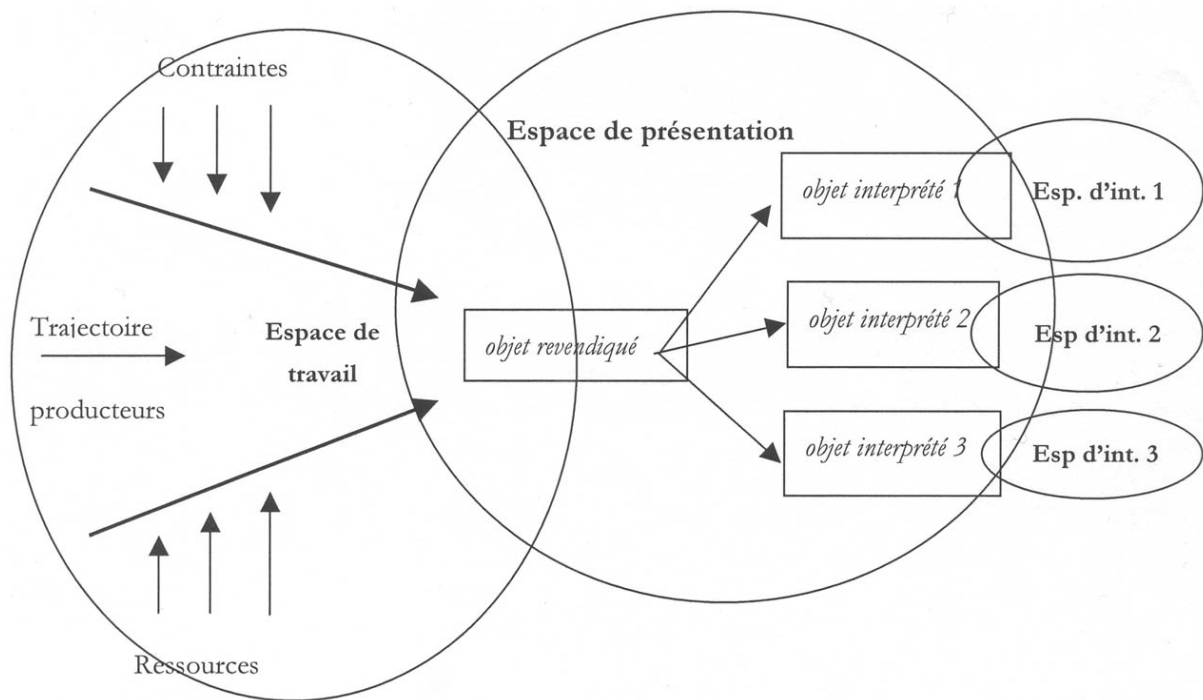 Contraintes
Espace de présentation
objet interprété 1
Esp. d'int. 1
Trajectoire
producteurs
Espace de
travail
objet revendiqué
objet interprété 2
Esp d'int. 2
objet interprété 3
Esp d'int. 3
Ressources